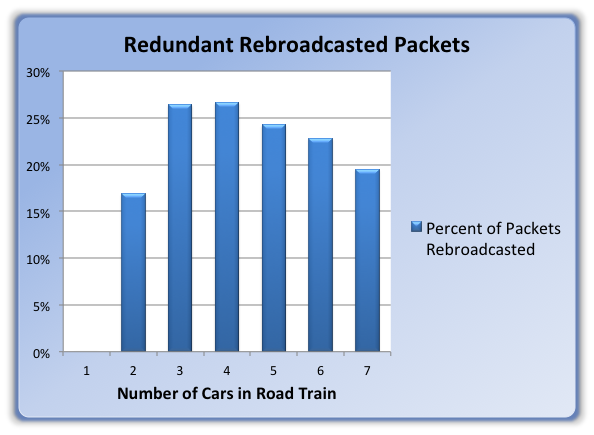 Redundant Rebroadcasted Packets
30%
25%
20%
15%
10%
5%
0%
1 2 3 4 5 6 7
Number of Cars in Road Train
Percent of Packets
Rebroadcasted